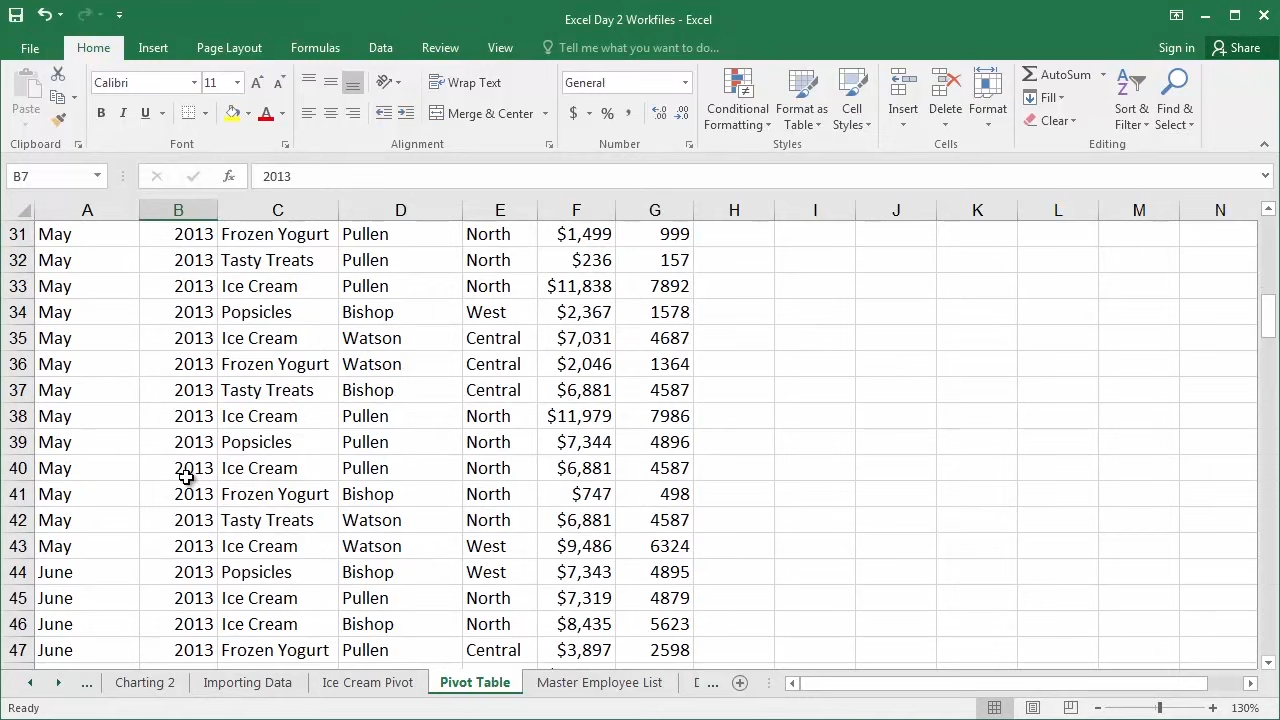 Excel Day 2 Workfiles - Excel
File Home Insert Page Layout Formulas Data Review View Tell me what you want to do... Sign in Share
Paste
Clipboard
Calibri 11
B I U A A A
Font
Wrap Text
Merge & Center
Alignment
General
$ % ,
Number
Conditional Formatting
Format as Table
Cell Styles
Styles
Insert Delete Format
Cells
AutoSum
Fill
Clear
Sort & Filter
Find & Select
Editing
B7 fx 2013
A B C D E F G H I J K L M N
31 May 2013 Frozen Yogurt Pullen North $1,499 999
32 May 2013 Tasty Treats Pullen North $236 157
33 May 2013 Ice Cream Pullen North $11,838 7892
34 May 2013 Popsicles Bishop West $2,367 1578
35 May 2013 Ice Cream Watson Central $7,031 4687
36 May 2013 Frozen Yogurt Watson Central $2,046 1364
37 May 2013 Tasty Treats Bishop Central $6,881 4587
38 May 2013 Ice Cream Pullen North $11,979 7986
39 May 2013 Popsicles Pullen North $7,344 4896
40 May 2013 Ice Cream Pullen North $6,881 4587
41 May 2013 Frozen Yogurt Bishop North $747 498
42 May 2013 Tasty Treats Watson North $6,881 4587
43 May 2013 Ice Cream Watson West $9,486 6324
44 June 2013 Popsicles Bishop West $7,343 4895
45 June 2013 Ice Cream Pullen North $7,319 4879
46 June 2013 Ice Cream Bishop North $8,435 5623
47 June 2013 Frozen Yogurt Pullen Central $3,897 2598
... Charting 2 Importing Data Ice Cream Pivot Pivot Table Master Employee List ...
Ready 130%